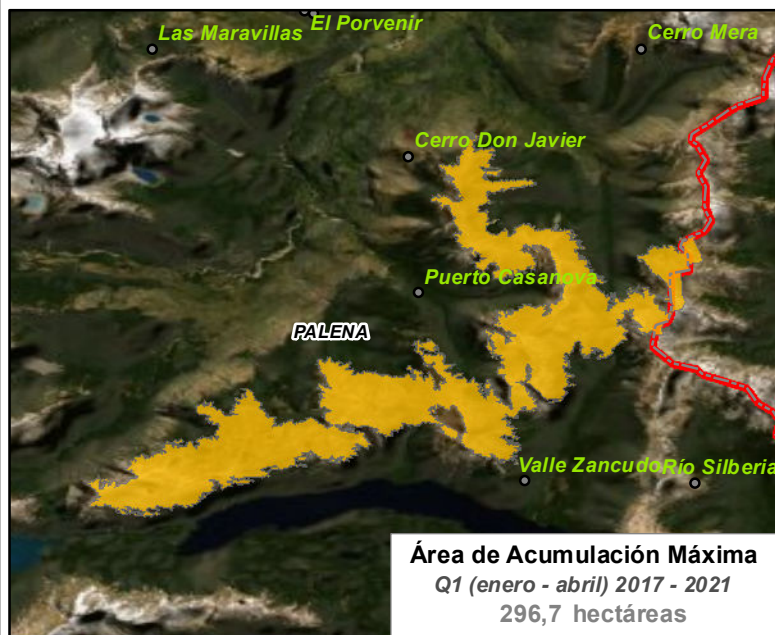 El Porvenir
Las Maravillas
Cerro Mera
Cerro Don Javier
Puerto Casanova
PALENA
Valle Zancudo
Río Silberia
Área de Acumulación Máxima
Q1 (enero - abril) 2017 - 2021
296,7 hectáreas